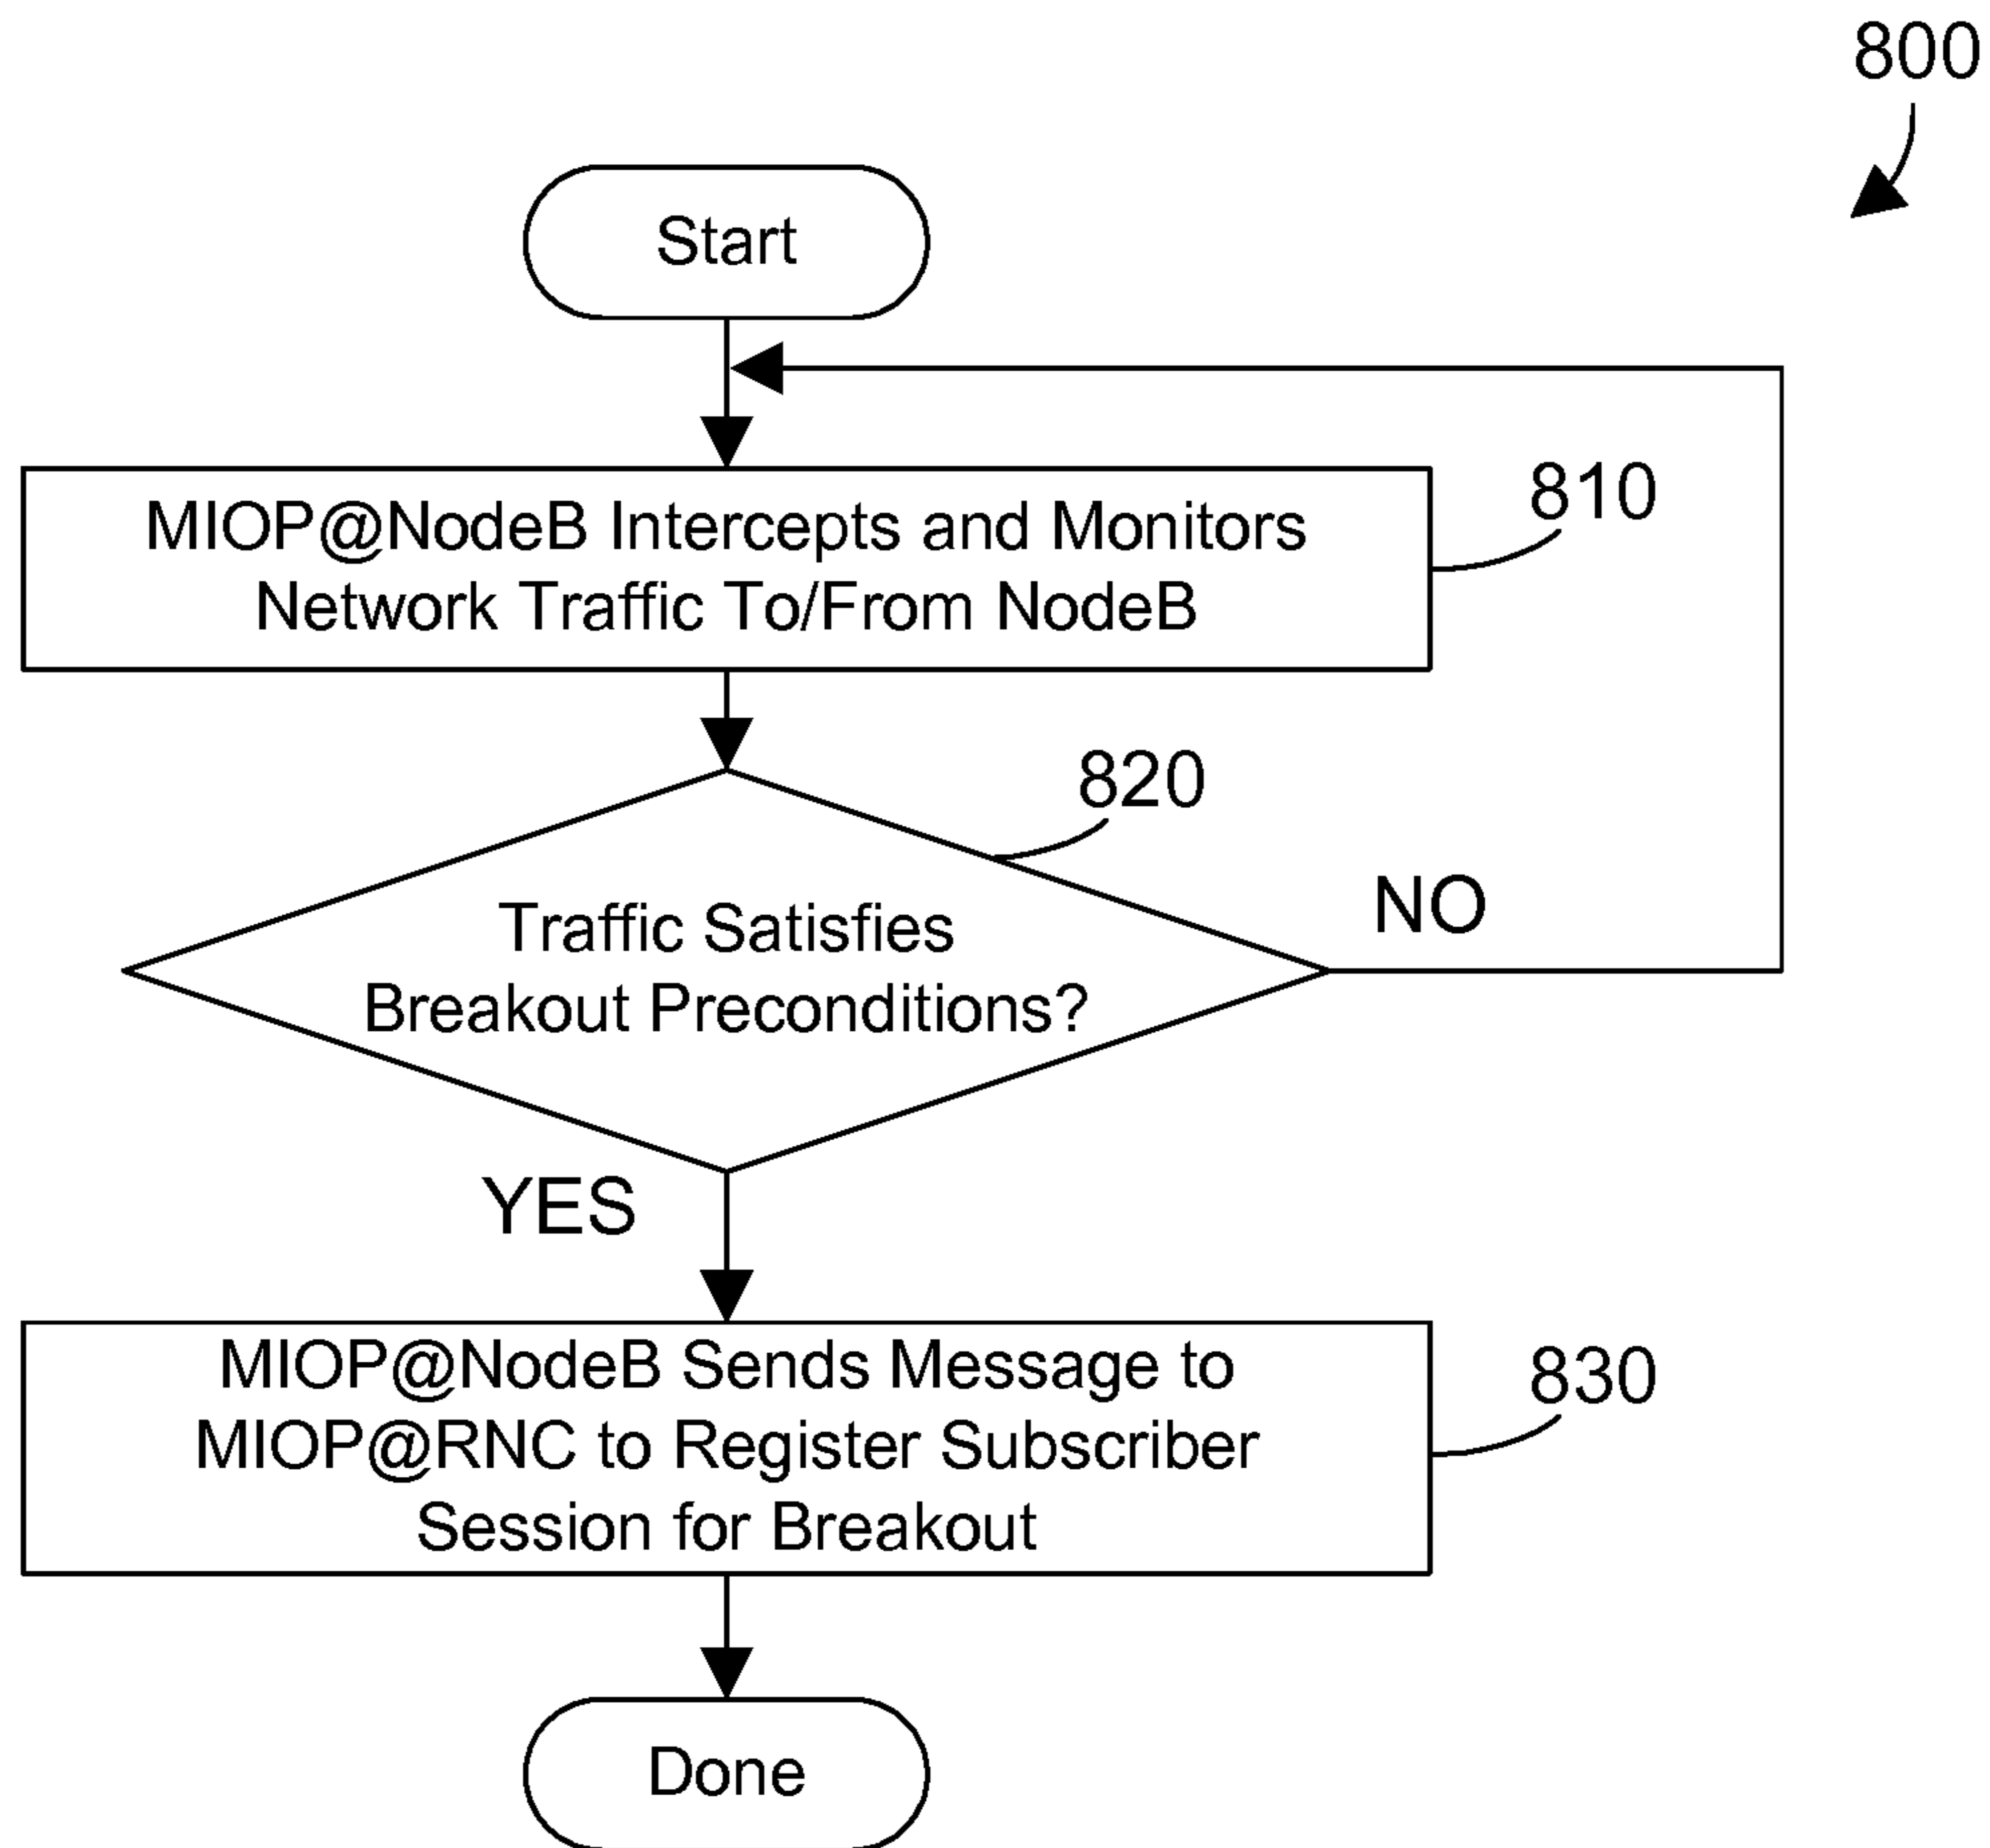 800
Start
MIOP@NodeB Intercepts and Monitors
Network Traffic To/From NodeB
810
820
Traffic Satisfies
Breakout Preconditions?
NO
YES
MIOP@NodeB Sends Message to
MIOP@RNC to Register Subscriber
Session for Breakout
830
Done